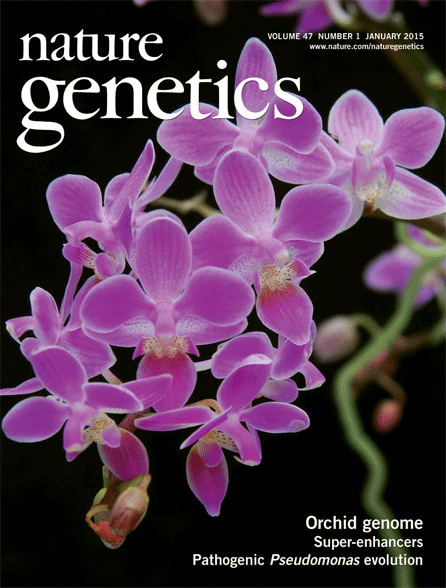 nature
genetics
VOLUME 47 NUMBER 1 JANUARY 2015
www.nature.com/naturegenetics
Orchid genome
Super-enhancers
Pathogenic Pseudomonas evolution